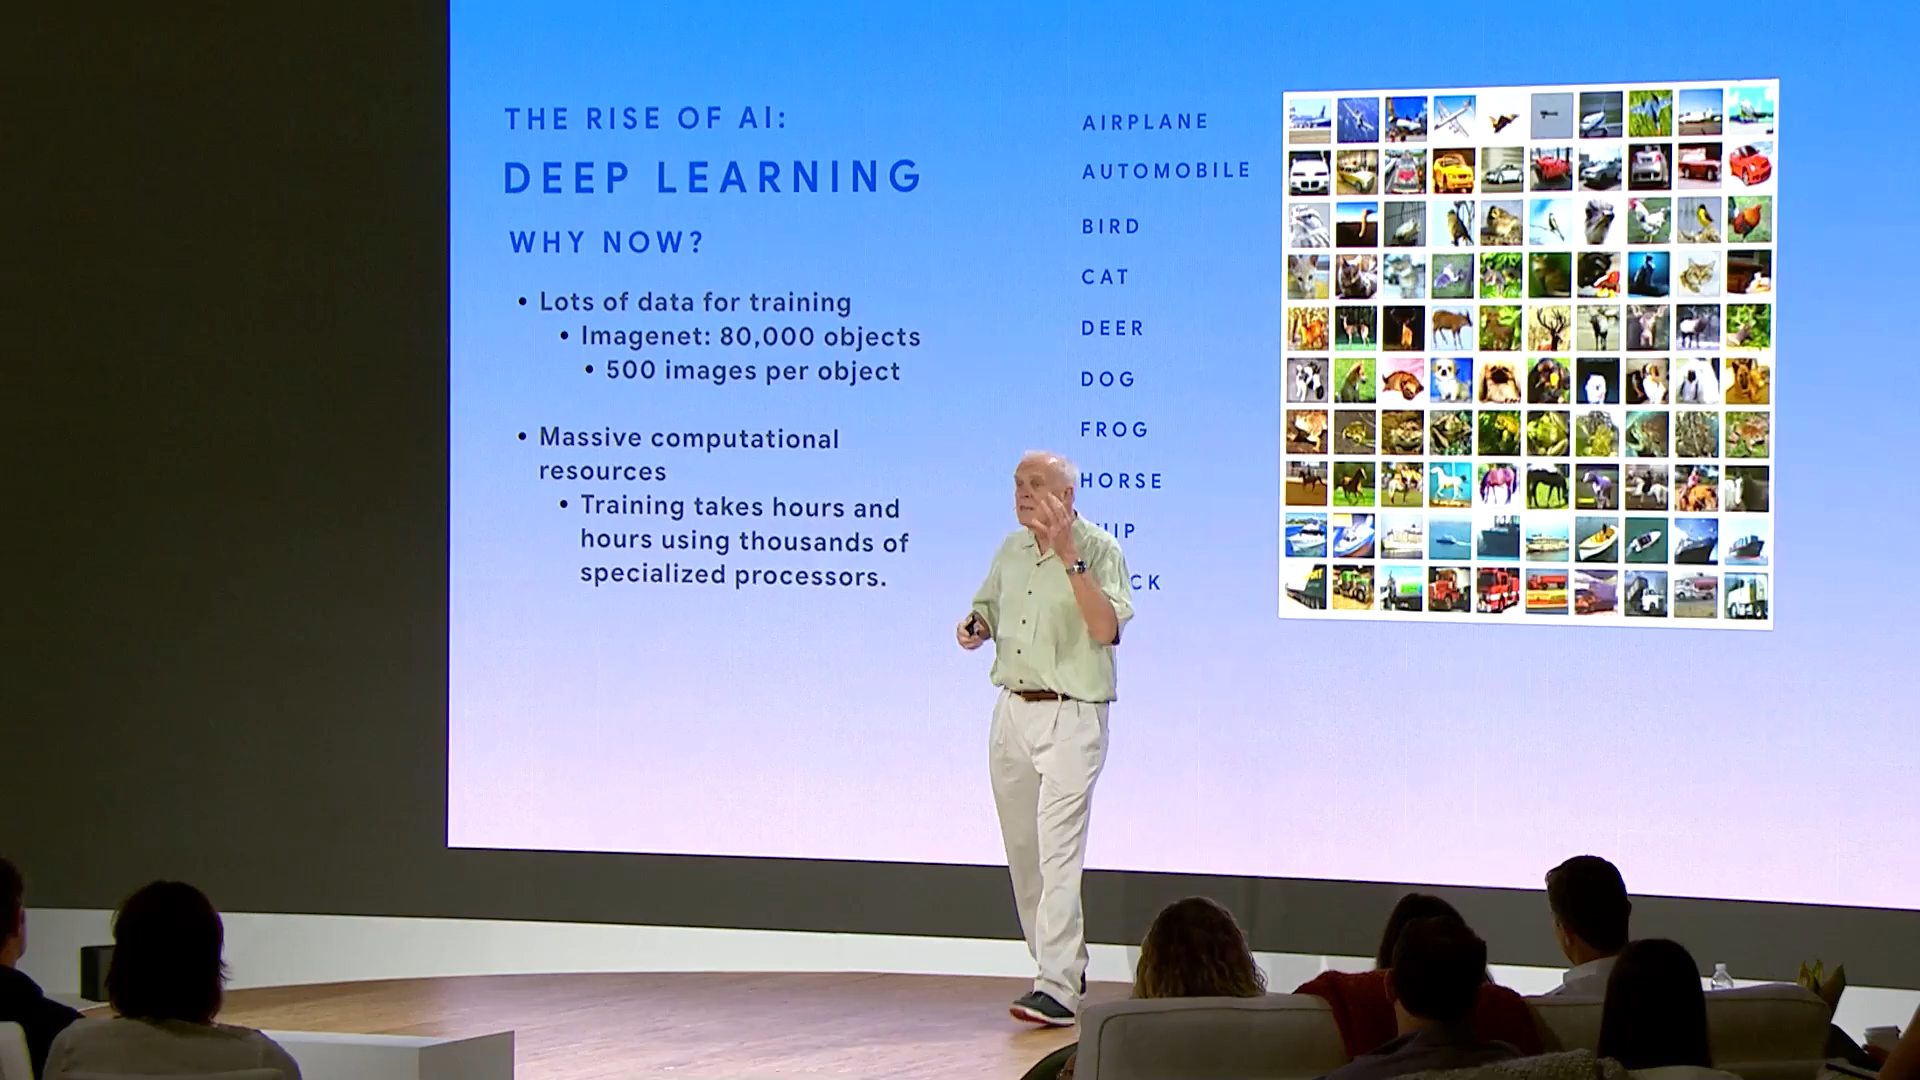 THE RISE OF AI:
DEEP LEARNING
WHY NOW?
• Lots of data for training
• Imagenet: 80,000 objects
• 500 images per object
• Massive computational
resources
• Training takes hours and
hours using thousands of
specialized processors.
AIRPLANE
AUTOMOBILE
BIRD
CAT
DEER
DOG
FROG
HORSE